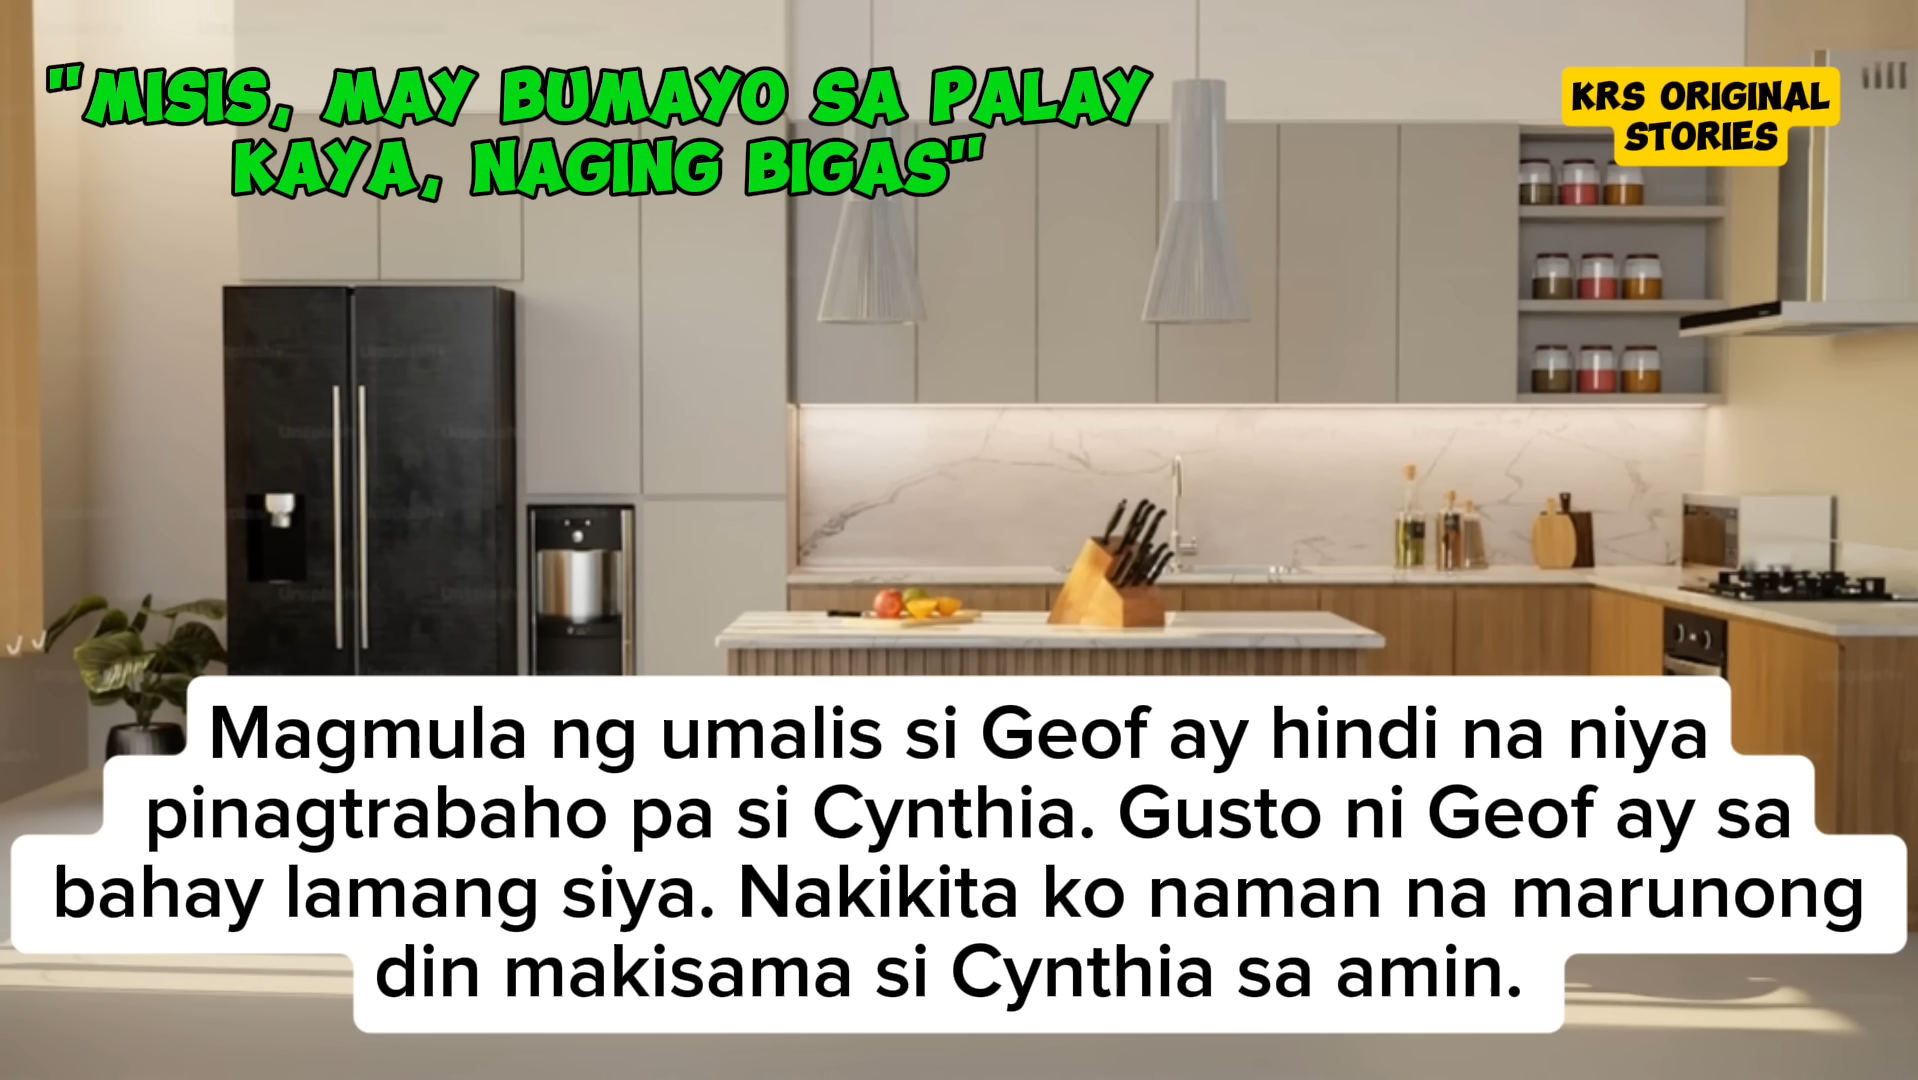 "MISIS, MAY BUMAYO SA PALAY
KAYA, NAGING BIGAS"
KRS ORIGINAL
STORIES
Magmula ng umalis si Geof ay hindi na niya
pinagtrabaho pa si Cynthia. Gusto ni Geof ay sa
bahay lamang siya. Nakikita ko naman na marunong
din makisama si Cynthia sa amin.